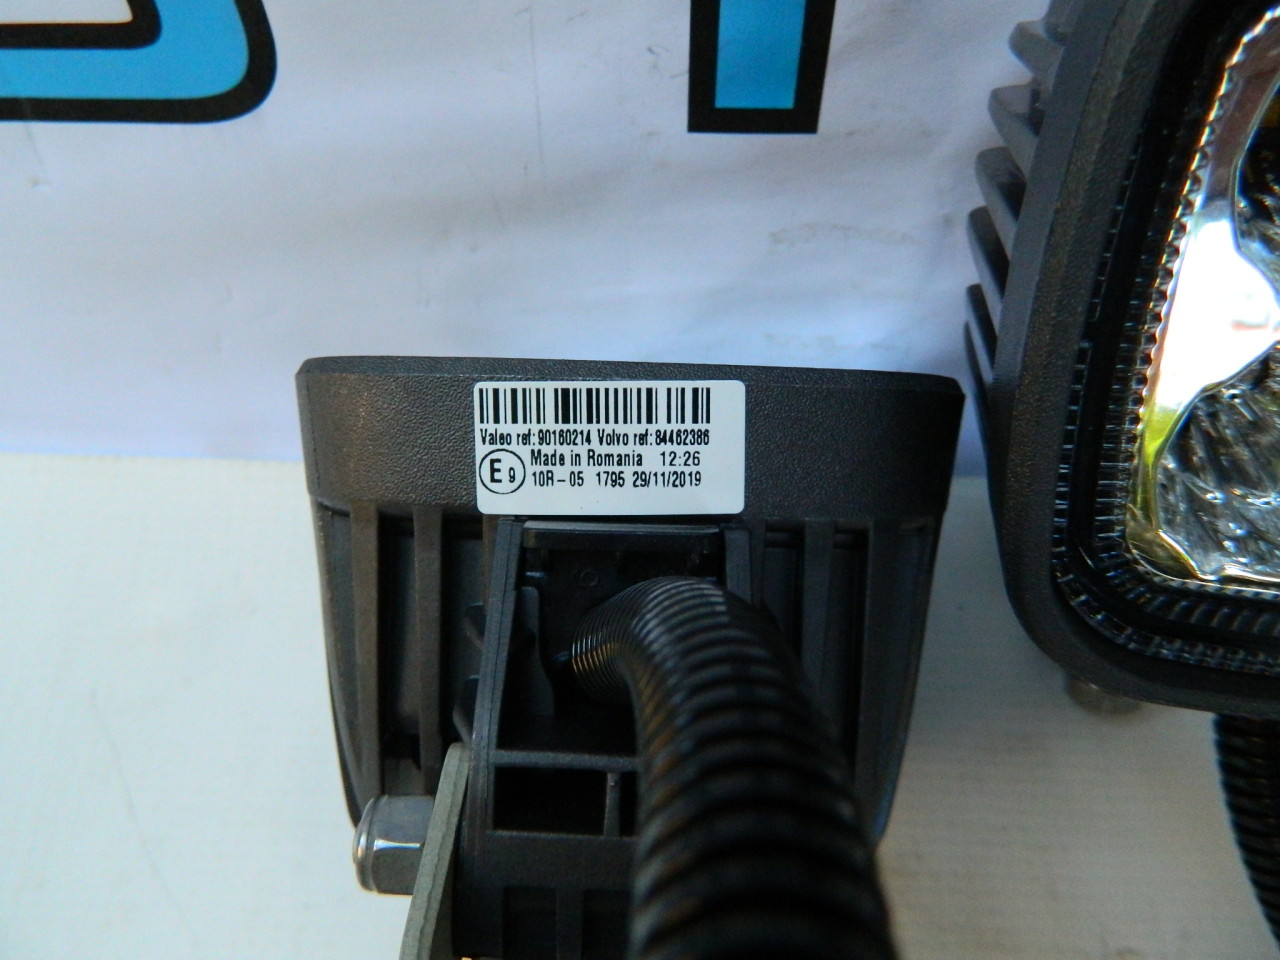 Valeo ref:90160214 Volvo ref:84462386
Made in Romania 12:26
E9 10R-05 1795 29/11/2019